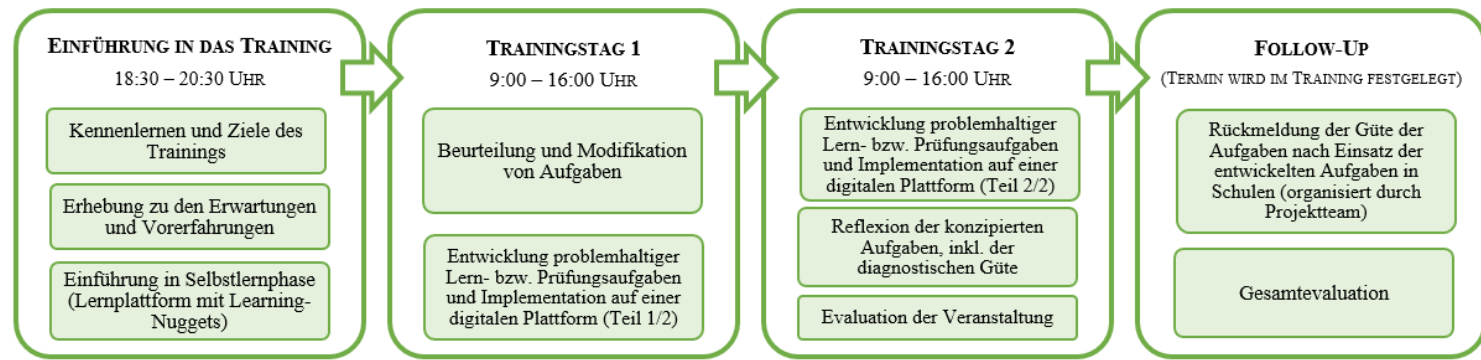 EINFÜHRUNG IN DAS TRAINING
18:30 – 20:30 UHR
Kennenlernen und Ziele des
Trainings
Erhebung zu den Erwartungen
und Vorerfahrungen
Einführung in Selbstlernphase
(Lernplattform mit Learning-
Nuggets)
TRAININGSTAG 1
9:00 – 16:00 UHR
Beurteilung und Modifikation
von Aufgaben
Entwicklung problemhaltiger
Lern- bzw. Prüfungsaufgaben
und Implementation auf einer
digitalen Plattform (Teil 1/2)
TRAININGSTAG 2
9:00 – 16:00 UHR
Entwicklung problemhaltiger
Lern- bzw. Prüfungsaufgaben
und Implementation auf einer
digitalen Plattform (Teil 2/2)
Reflexion der konzipierten
Aufgaben, inkl. der
diagnostischen Güte
Evaluation der Veranstaltung
FOLLOW-UP
(TERMIN WIRD IM TRAINING FESTGELEGT)
Rückmeldung der Güte der
Aufgaben nach Einsatz der
entwickelten Aufgaben in
Schulen (organisiert durch
Projektteam)
Gesamtevaluation